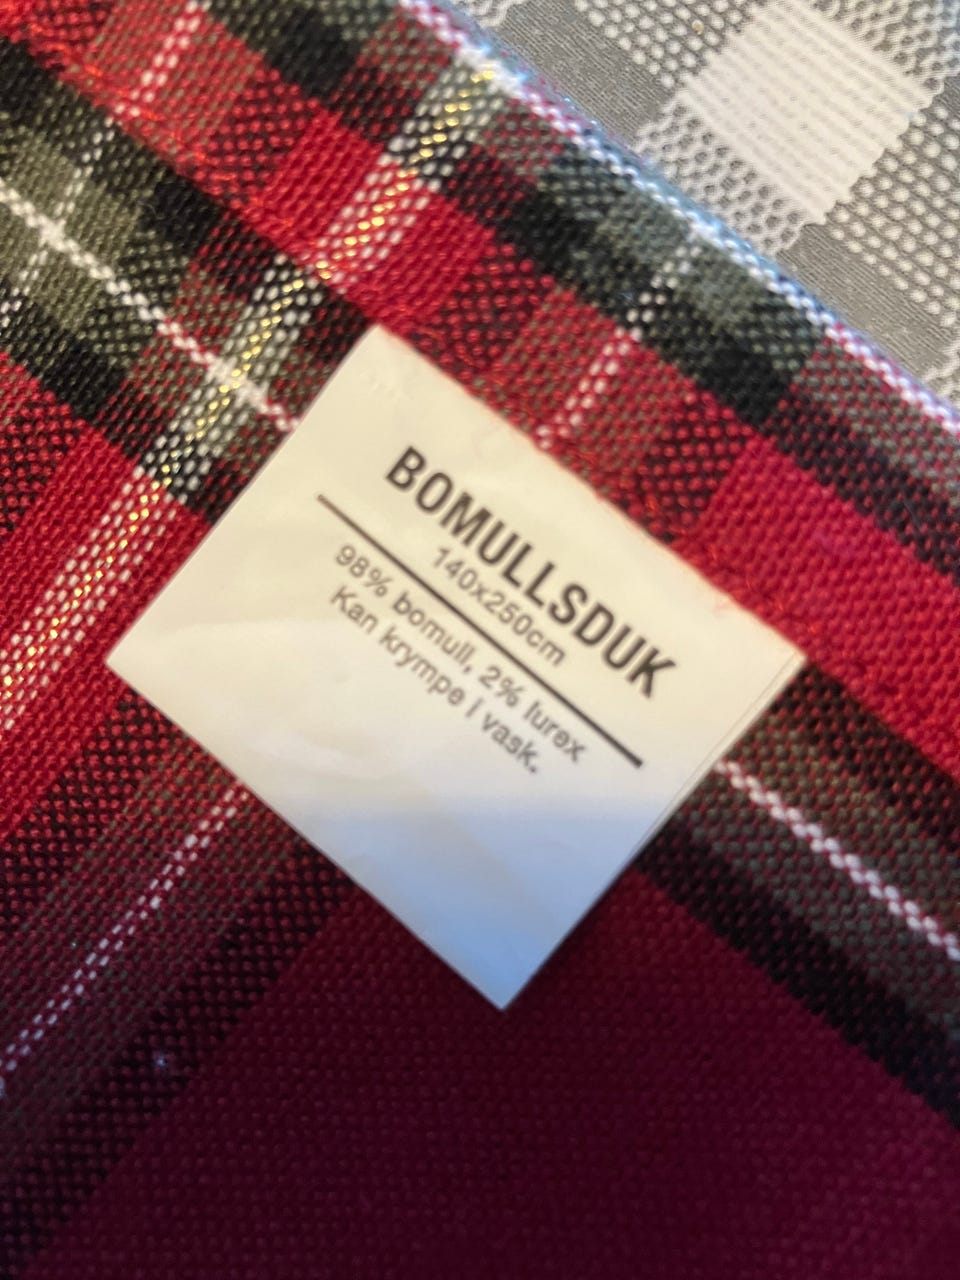 BOMULLSDUK
140x250cm
98% bomull, 2% lurex
Kan krympe i vask.